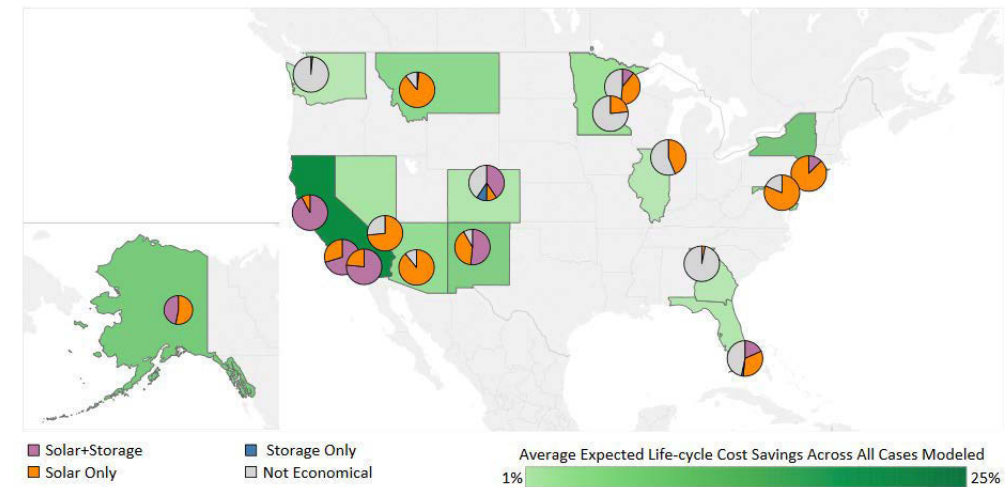 Solar+Storage
Storage Only
Solar Only
Not Economical
Average Expected Life-cycle Cost Savings Across All Cases Modeled
1%
25%